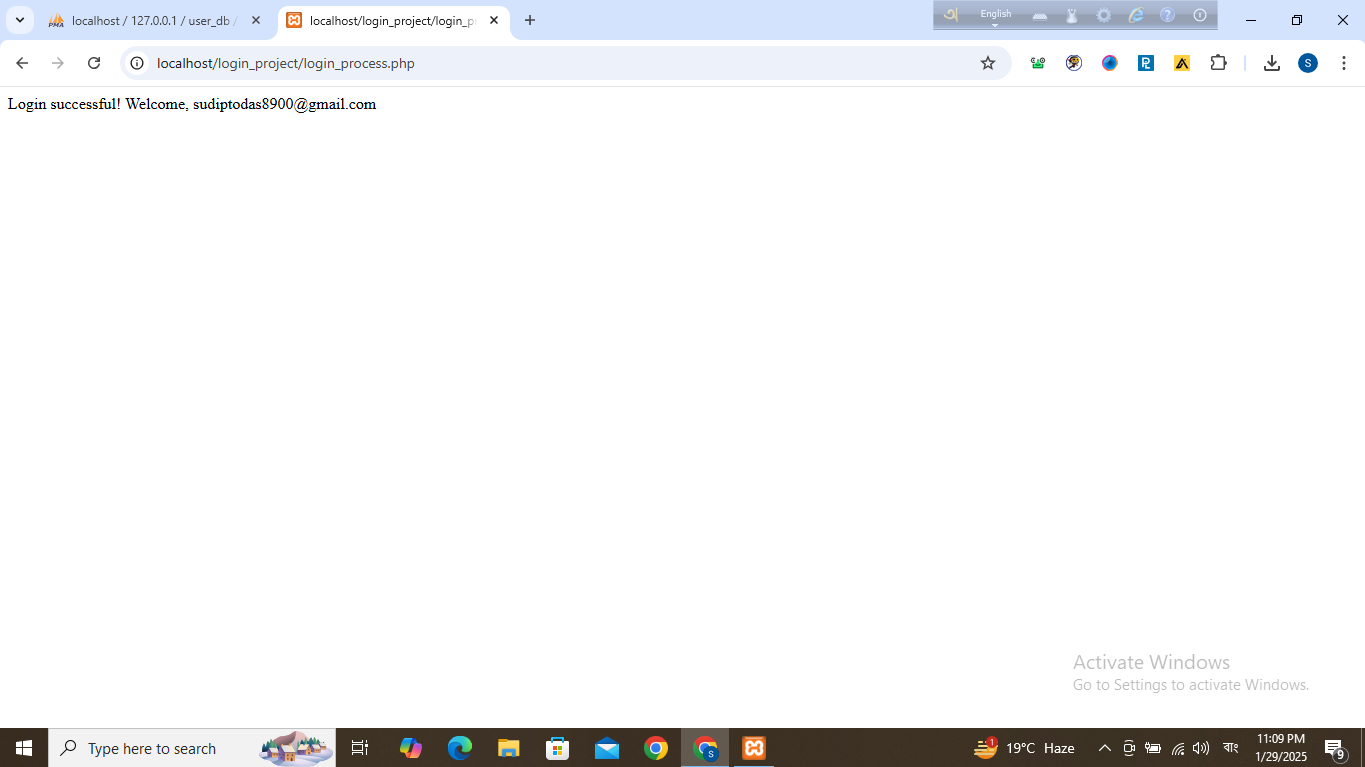 localhost / 127.0.0.1 / user_db /
localhost/login_project/login_p
English
localhost/login_project/login_process.php
S
Login successful! Welcome, sudiptodas8900@gmail.com
Activate Windows
Go to Settings to activate Windows.
Type here to search
S
1
19°C Haze
বাং
11:09 PM
1/29/2025
9